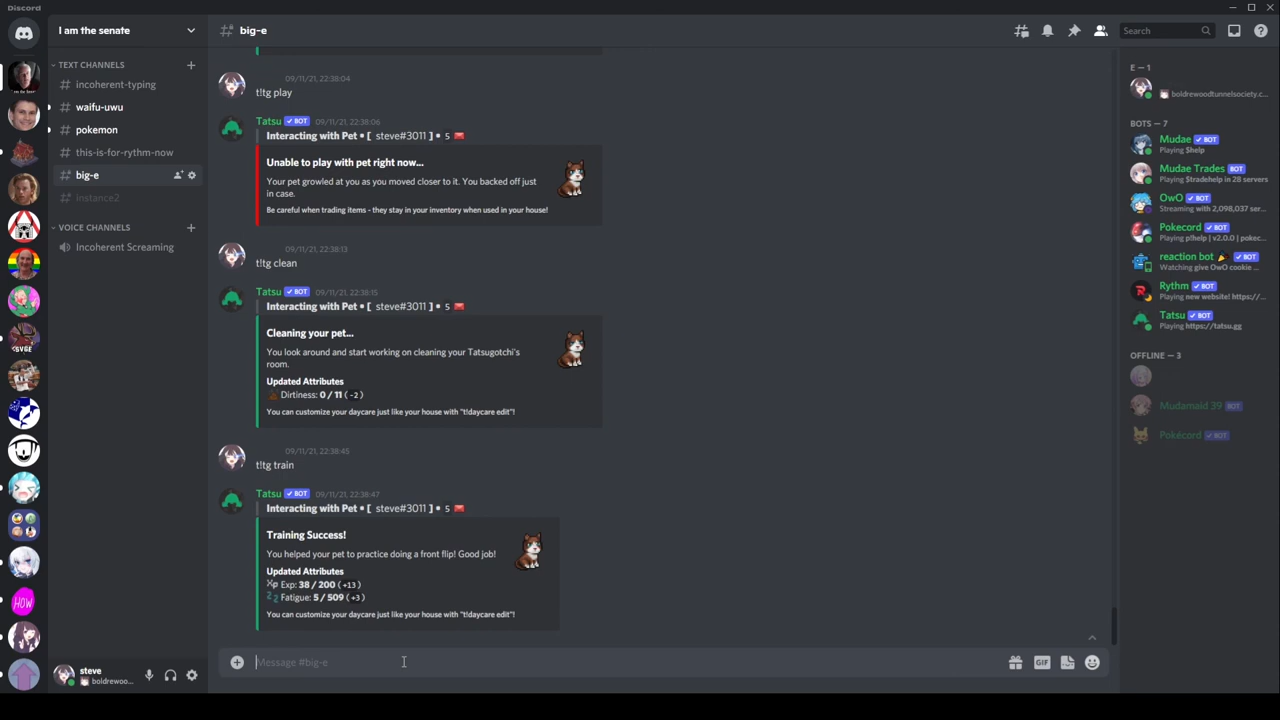 Discord
I am the senate
big-e
Search
TEXT CHANNELS
incoherent-typing
waifu-uwu
pokemon
this-is-for-rythm-now
big-e
instance2
VOICE CHANNELS
Incoherent Screaming
HOW
steve
boldrewoo...
09/11/21, 22:38:04
t!tg play
Tatsu BOT 09/11/21, 22:38:06
Interacting with Pet • [ steve#3011 ] • 5
Unable to play with pet right now...
Your pet growled at you as you moved closer to it. You backed off just
in case.
Be careful when trading items - they stay in your inventory when used in your house!
09/11/21, 22:38:13
t!tg clean
Tatsu BOT 09/11/21, 22:38:15
Interacting with Pet • [ steve#3011 ] • 5
Cleaning your pet...
You look around and start working on cleaning your Tatsugotchi's
room.
Updated Attributes
Dirtiness: 0 / 11 ( -2 )
You can customize your daycare just like your house with "t!daycare edit"!
09/11/21, 22:38:45
t!tg train
Tatsu BOT 09/11/21, 22:38:47
Interacting with Pet • [ steve#3011 ] • 5
Training Success!
You helped your pet to practice doing a front flip! Good job!
Updated Attributes
Xp Exp: 38 / 200 ( +13 )
Fatigue: 5 / 509 ( +3 )
You can customize your daycare just like your house with "t!daycare edit"!
Message #big-e
GIF
E — 1
boldrewoodtunnelsociety.c...
BOTS — 7
Mudae BOT
Playing $help
Mudae Trades BOT
Playing $tradehelp in 28 servers
OwO BOT
Streaming with 2,098,037 ser...
Pokecord BOT
Playing p!help | v2.0.0 | pokec...
reaction bot BOT
Watching give OwO cookie ...
Rythm BOT
Playing new website! https://...
Tatsu BOT
Playing https://tatsu.gg
OFFLINE — 3
Mudamaid 39 BOT
Pokécord BOT